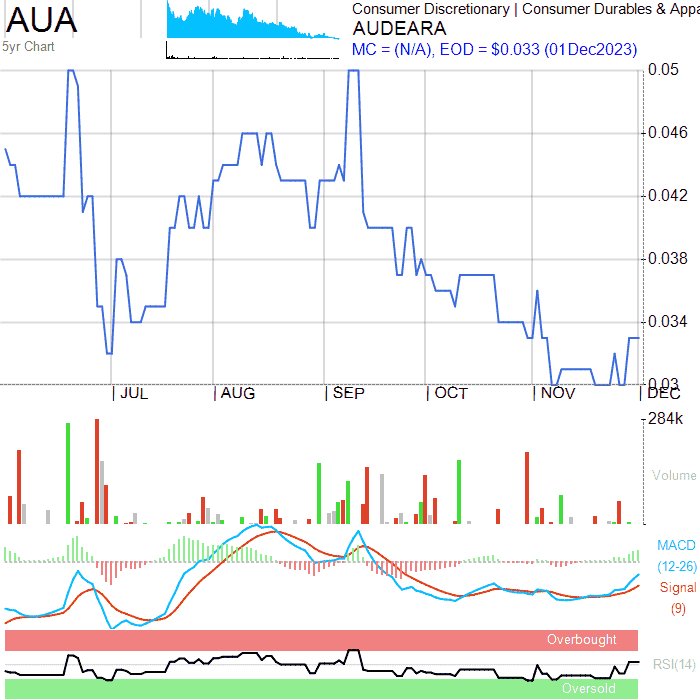 AUA
5yr Chart
Consumer Discretionary | Consumer Durables & Appa
AUDEARA
MC = (N/A), EOD = $0.033 (01Dec2023)
0.05
0.046
0.042
0.038
0.034
0.03
JUL AUG SEP OCT NOV DEC
284k
Volume
MACD
(12-26)
Signal
(9)
Overbought
RSI(14)
Oversold